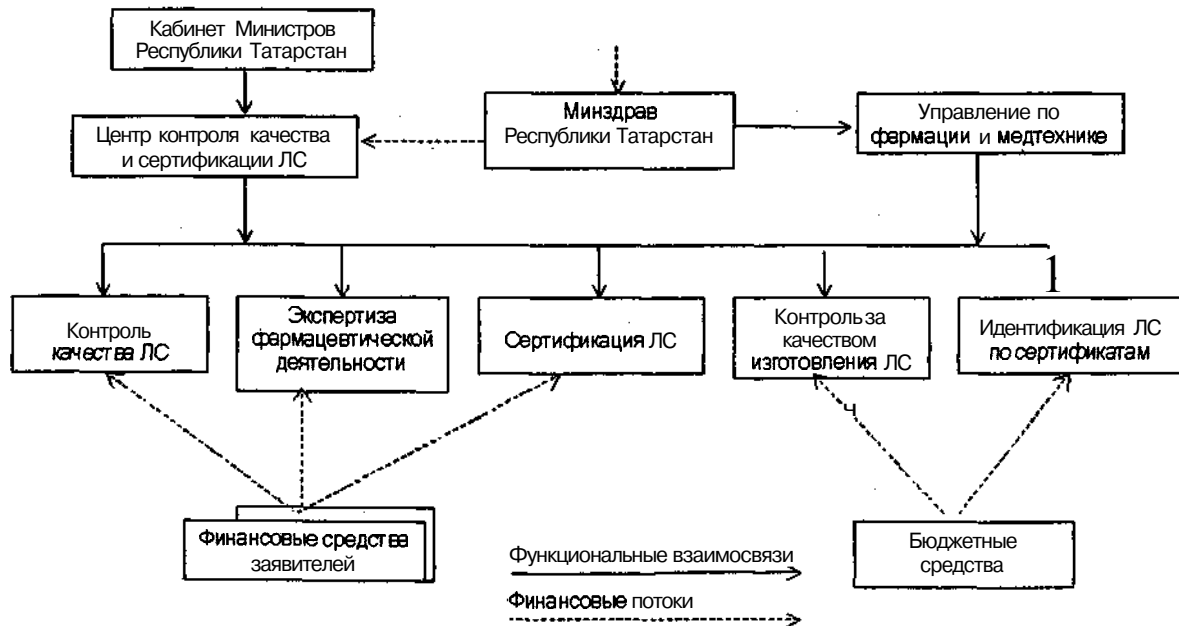 Кабинет Министров
Республики Татарстан
Центр контроля качества
и сертификации ЛС
Минздрав
Республики Татарстан
Управление по
фармации и медтехнике
1
Контроль
качества ЛС
Экспертиза
фармацевтической
деятельности
Сертификация ЛС
Контроль за
качеством
изготовления ЛС
Идентификация ЛС
по сертификатам
ч
Финансовые средства
заявителей
Бюджетные
средства
Функциональные взаимосвязи
Финансовые потоки